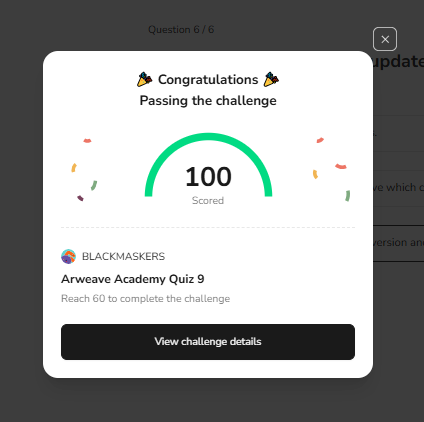 Question 6 / 6
update
🎉 Congratulations 🎉
Passing the challenge
100
Scored
ve which c
version and
BLACKMASKERS
Arweave Academy Quiz 9
Reach 60 to complete the challenge
View challenge details